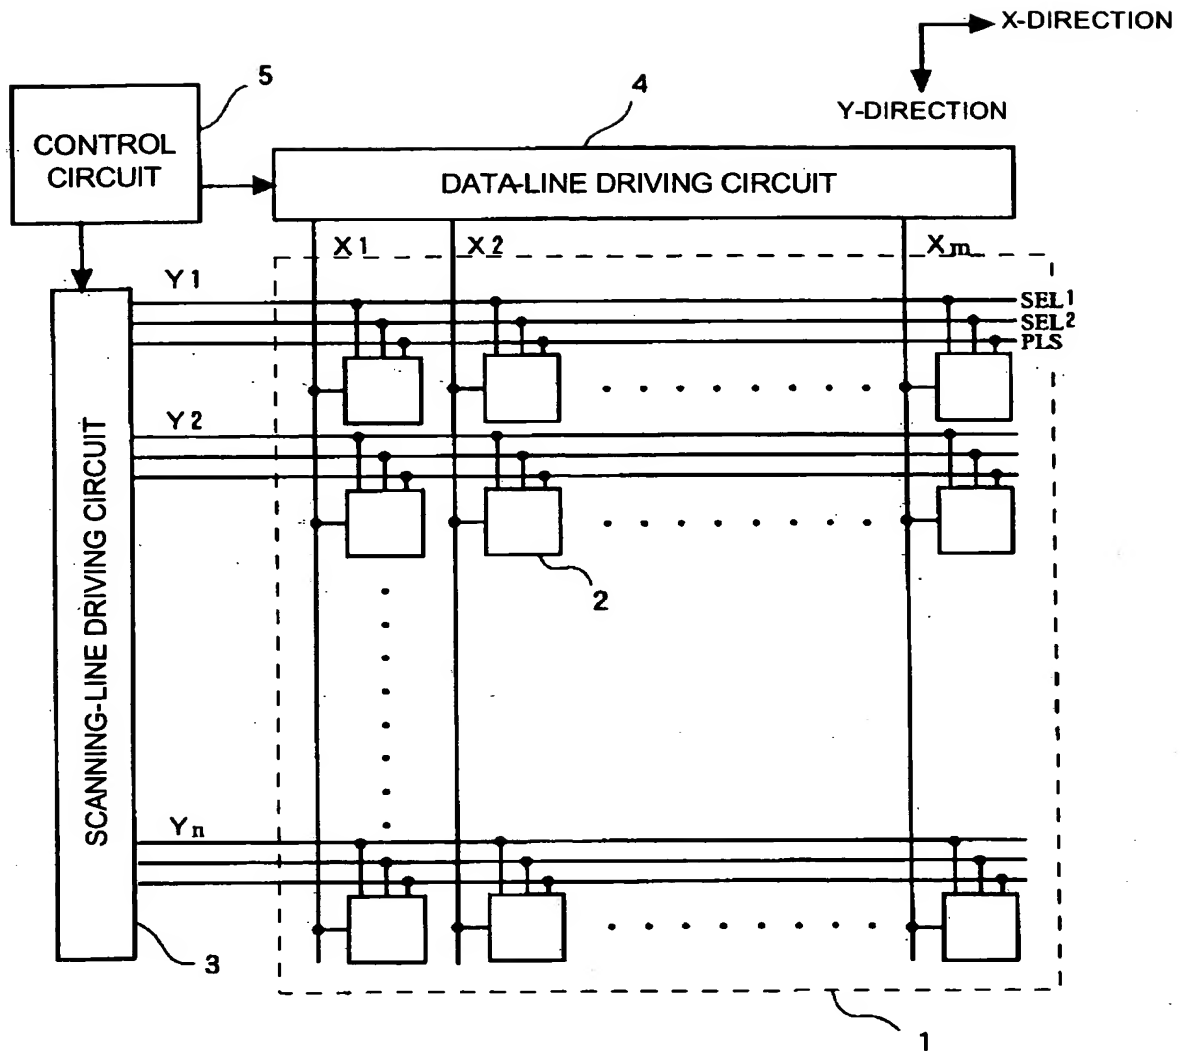 X-DIRECTION
Y-DIRECTION
5
CONTROL
CIRCUIT
4
DATA-LINE DRIVING CIRCUIT
X1
X2
Xm
Y1
SEL1
SEL2
PLS
Y2
2
SCANNING-LINE DRIVING CIRCUIT
Yn
3
1